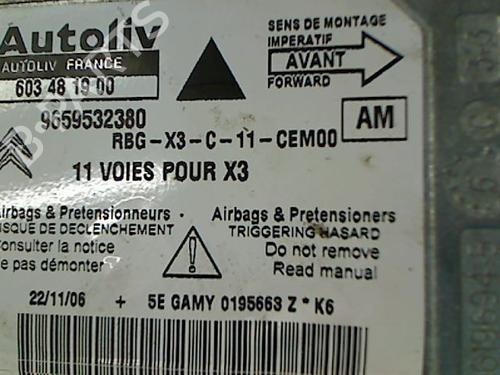 Autoliv
AUTOLIV FRANCE
603 48 19 00
SENS DE MONTAGE
IMPERATIF
AVANT
FORWARD
9659532380
RBG-X3-C-11-CEM00
AM
11 VOIES POUR X3
Airbags & Pretensionneurs
DE DECLENCHEMENT
Consulter la notice
pas démonter
Airbags & Pretensioners
TRIGGERING HASARD
Do not remove
Read manual
22/11/06 + 5E GAMY 0195663 Z * K6